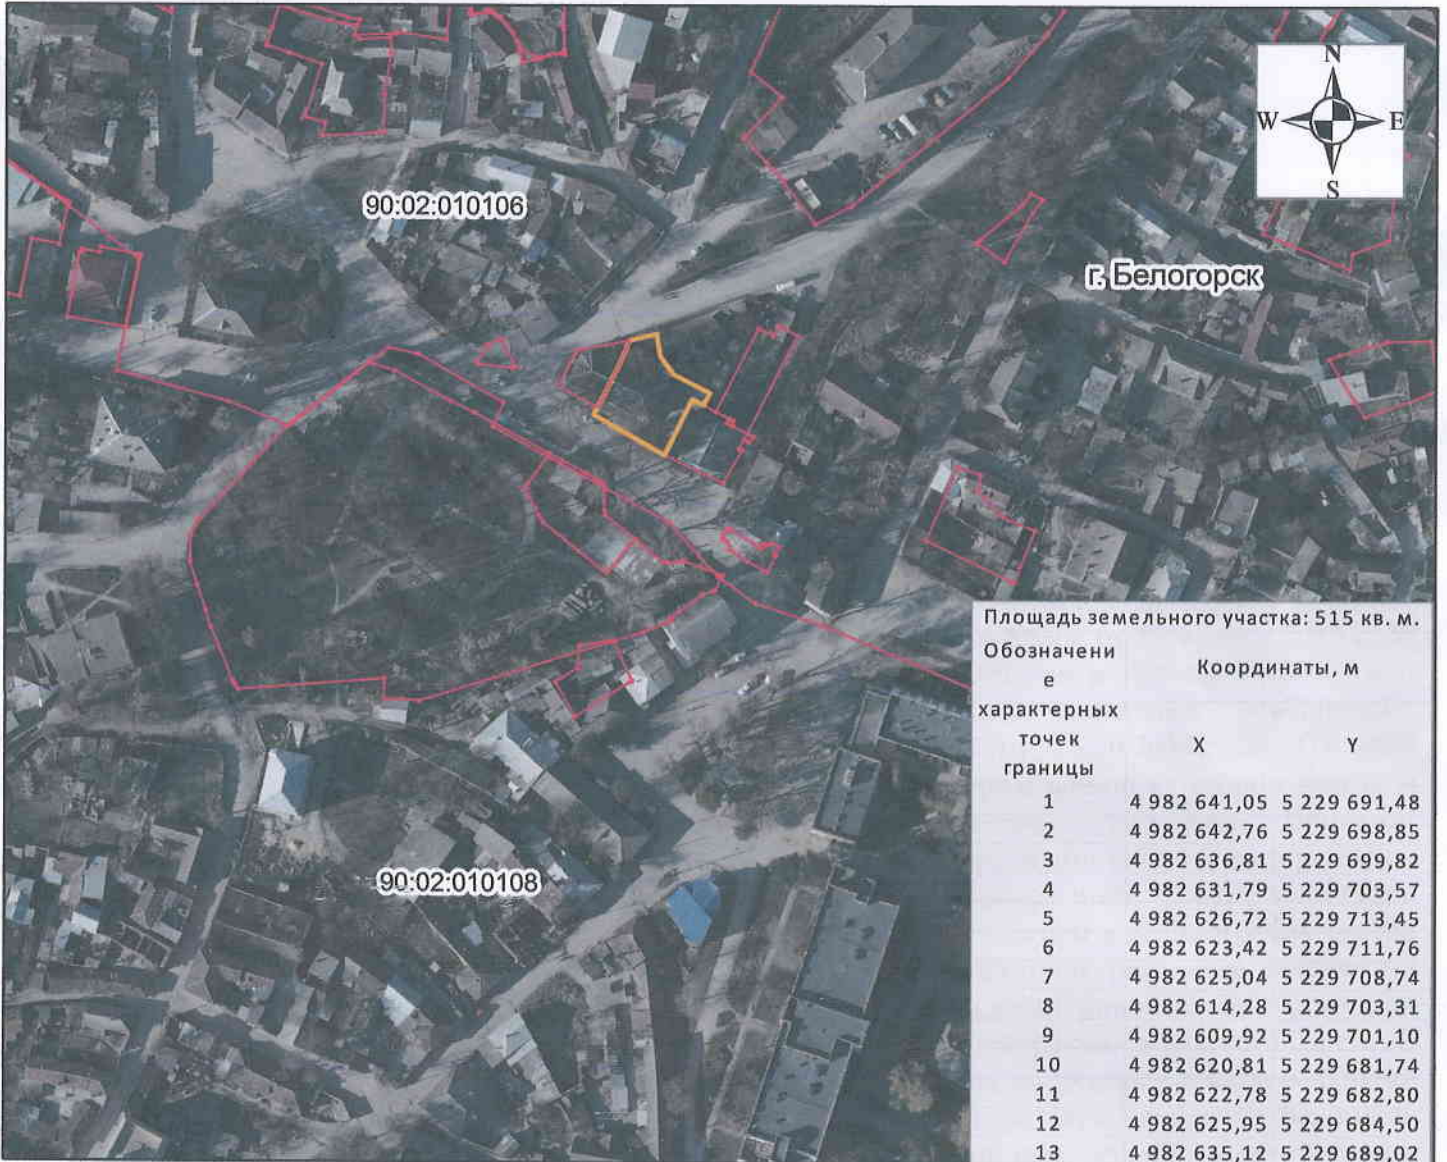 N
W E
S
90:02:010106
г. Белогорск
90:02:010108
Площадь земельного участка: 515 кв. м.
Обозначени
е
характерных
точек
границы
Координаты, м
X Y
1 4 982 641,05 5 229 691,48
2 4 982 642,76 5 229 698,85
3 4 982 636,81 5 229 699,82
4 4 982 631,79 5 229 703,57
5 4 982 626,72 5 229 713,45
6 4 982 623,42 5 229 711,76
7 4 982 625,04 5 229 708,74
8 4 982 614,28 5 229 703,31
9 4 982 609,92 5 229 701,10
10 4 982 620,81 5 229 681,74
11 4 982 622,78 5 229 682,80
12 4 982 625,95 5 229 684,50
13 4 982 635,12 5 229 689,02